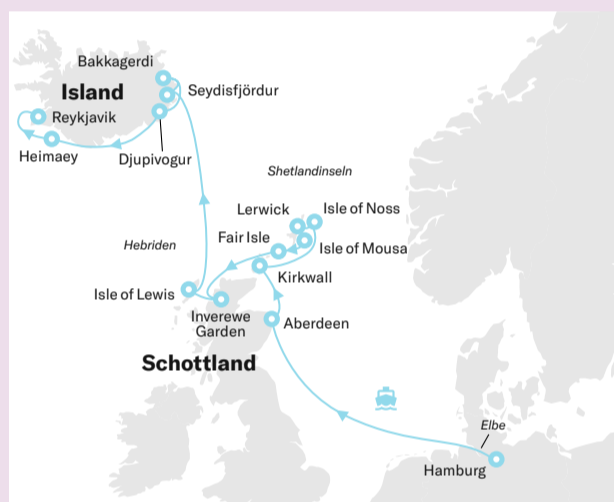 Bakkagerdi
Island
Seydisfjördur
Reykjavik
Heimaey
Djupivogur
Shetlandinseln
Lerwick
Isle of Noss
Fair Isle
Isle of Mousa
Hebriden
Kirkwall
Isle of Lewis
Inverewe
Garden
Aberdeen
Schottland
Elbe
Hamburg